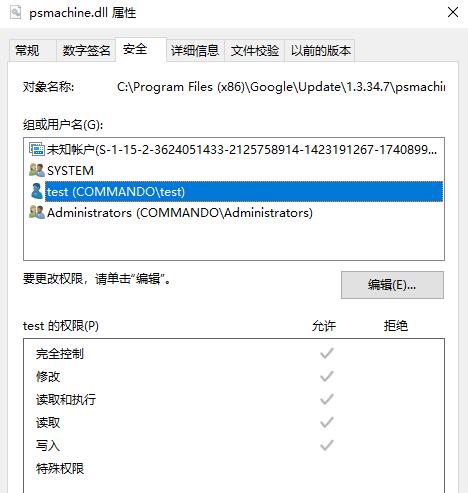 psmachine.dll 属性
常规 数字签名 安全 详细信息 文件校验 以前的版本
对象名称: C:\Program Files (x86)\Google\Update\1.3.34.7\psmachin
组或用户名(G):
未知帐户(S-1-15-2-3624051433-2125758914-1423191267-1740899...
SYSTEM
test (COMMANDO\test)
Administrators (COMMANDO\Administrators)
要更改权限，请单击"编辑"。
编辑(E)...
test 的权限(P) 允许 拒绝
完全控制
修改
读取和执行
读取
写入
特殊权限